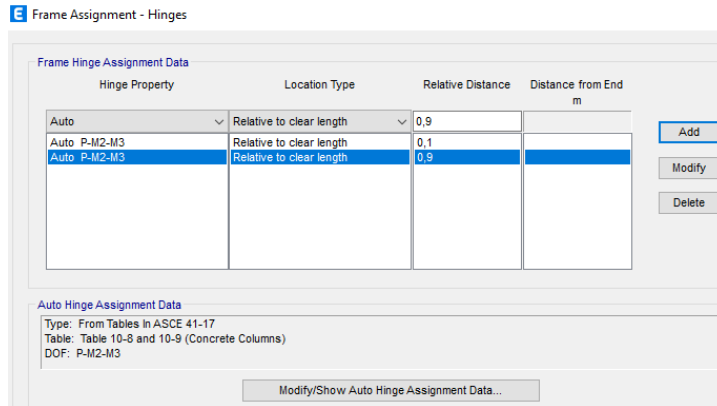 E Frame Assignment - Hinges
Frame Hinge Assignment Data
Hinge Property Location Type Relative Distance Distance from End
m
Auto Relative to clear length 0,9
Add
Auto P-M2-M3 Relative to clear length 0,1
Auto P-M2-M3 Relative to clear length 0,9
Modify
Delete
Auto Hinge Assignment Data
Type: From Tables In ASCE 41-17
Table: Table 10-8 and 10-9 (Concrete Columns)
DOF: P-M2-M3
Modify/Show Auto Hinge Assignment Data...